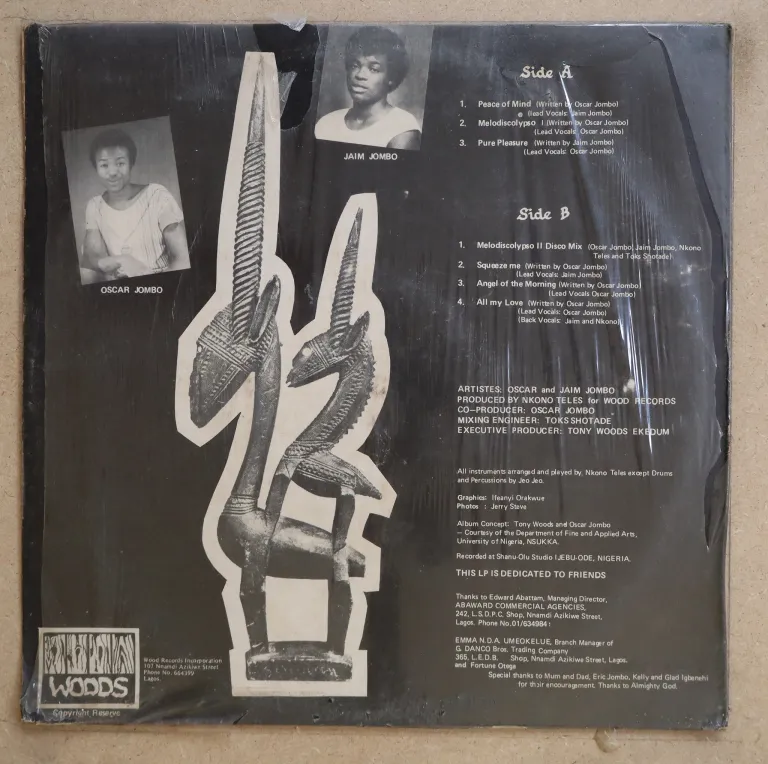 JAIM JOMBO
OSCAR JOMBO
Side A
1. Peace of Mind (Written by Oscar Jombo)
(Lead Vocals: Jaim Jombo)
2. Melodiscolypso I (Written by Oscar Jombo)
(Lead Vocals: Oscar Jombo)
3. Pure Pleasure (Written by Jaim Jombo)
(Lead Vocals: Oscar Jombo)
Side B
1. Melodiscolypso II Disco Mix (Oscar Jombo, Jaim Jombo, Nkono
Teles and Toks Shotade)
2. Squeeze me (Written by Oscar Jombo)
(Lead Vocals: Jaim Jombo)
3. Angel of the Morning (Written by Oscar Jombo)
(Lead Vocals Oscar Jombo)
4. All my Love (Written by Oscar Jombo)
(Lead Vocals: Oscar Jombo)
(Back Vocals: Jaim and Nkono)
ARTISTES: OSCAR and JAIM JOMBO
PRODUCED BY NKONO TELES for WOOD RECORDS
CO-PRODUCER: OSCAR JOMBO
MIXING ENGINEER: TOKS SHOTADE
EXECUTIVE PRODUCER: TONY WOODS EKEDUM
All instruments arranged and played by, Nkono Teles except Drums
and Percussions by Jeo Jeo.
Graphics: Ifeanyi Orakwue
Photos : Jerry Steve
Album Concept: Tony Woods and Oscar Jombo
— Courtesy of the Department of Fine and Applied Arts,
University of Nigeria, NSUKKA.
Recorded at Shanu-Olu Studio IJEBU-ODE, NIGERIA.
THIS LP IS DEDICATED TO FRIENDS
Thanks to Edward Abattam, Managing Director,
ABAWARD COMMERCIAL AGENCIES,
242, L.S.D.P.C. Shop, Nnamdi Azikiwe Street,
Lagos. Phone No. 01/634984:
EMMA N.D.A. UMEOKELUE, Branch Manager of
G. DANCO Bros. Trading Company
365, L.E.D.B. Shop, Nnamdi Azikiwe Street, Lagos.
and Fortune Otega
Special thanks to Mum and Dad, Eric Jombo, Kelly and Glad Igbenehi
for their encouragement. Thanks to Almighty God.
WOODS
Wood Records Incorporation
107 Nnamdi Azikiwe Street
Phone No. 664399
Lagos.
Copyright Reserve